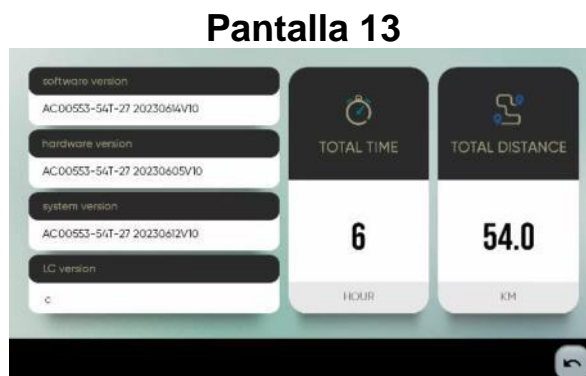 Pantalla 13
software version
AC00553-54T-27 20230614V10
hardware version
AC00553-54T-27 20230605V10
system version
AC00553-54T-27 20230612V10
LC version
c
TOTAL TIME
6
HOUR
TOTAL DISTANCE
54.0
KM